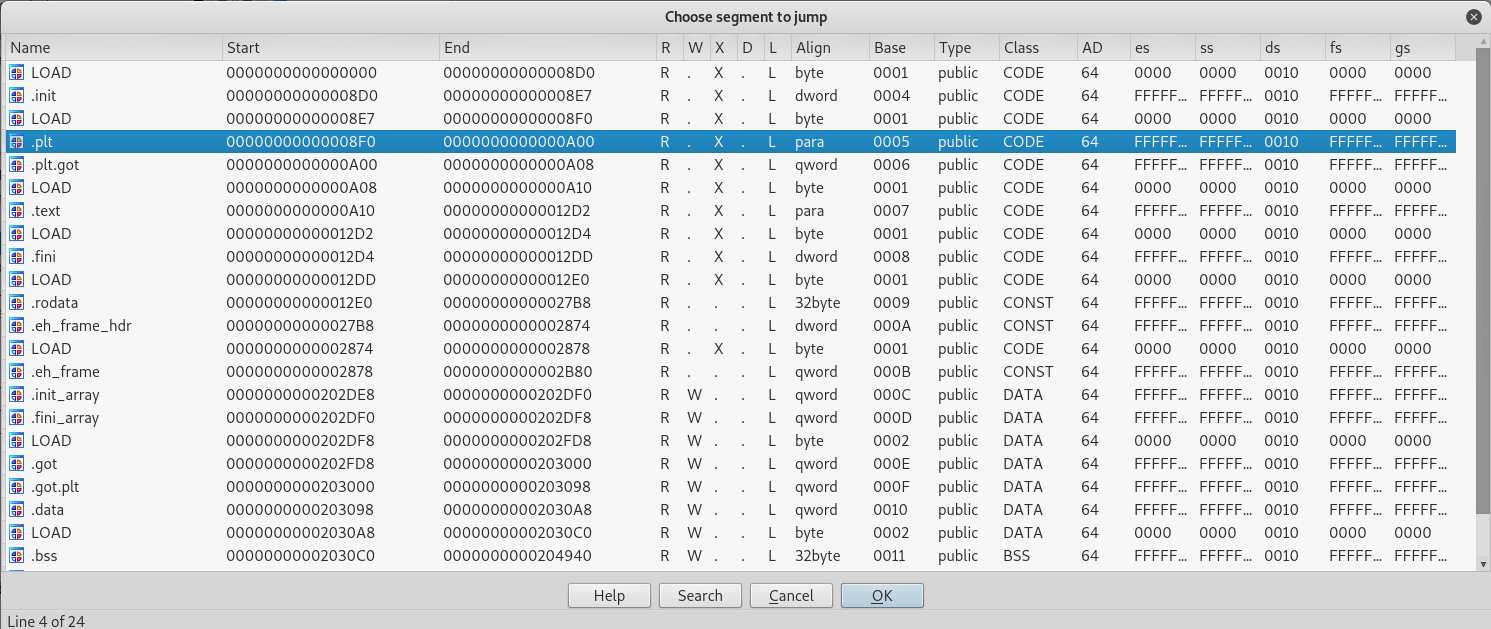 Choose segment to jump
Name Start End R W X D L Align Base Type Class AD es ss ds fs gs
LOAD 0000000000000000 00000000000008D0 R . X . L byte 0001 public CODE 64 0000 0000 0010 0000 0000
.init 00000000000008D0 00000000000008E7 R . X . L dword 0004 public CODE 64 FFFFF... FFFFF... 0010 FFFFF... FFFFF...
LOAD 00000000000008E7 00000000000008F0 R . X . L byte 0001 public CODE 64 0000 0000 0010 0000 0000
.plt 00000000000008F0 0000000000000A00 R . X . L para 0005 public CODE 64 FFFFF... FFFFF... 0010 FFFFF... FFFFF...
.plt.got 0000000000000A00 0000000000000A08 R . X . L qword 0006 public CODE 64 FFFFF... FFFFF... 0010 FFFFF... FFFFF...
LOAD 0000000000000A08 0000000000000A10 R . X . L byte 0001 public CODE 64 0000 0000 0010 0000 0000
.text 0000000000000A10 00000000000012D2 R . X . L para 0007 public CODE 64 FFFFF... FFFFF... 0010 FFFFF... FFFFF...
LOAD 00000000000012D2 00000000000012D4 R . X . L byte 0001 public CODE 64 0000 0000 0010 0000 0000
.fini 00000000000012D4 00000000000012DD R . X . L dword 0008 public CODE 64 FFFFF... FFFFF... 0010 FFFFF... FFFFF...
LOAD 00000000000012DD 00000000000012E0 R . X . L byte 0001 public CODE 64 0000 0000 0010 0000 0000
.rodata 00000000000012E0 00000000000027B8 R . . . L 32byte 0009 public CONST 64 FFFFF... FFFFF... 0010 FFFFF... FFFFF...
.eh_frame_hdr 00000000000027B8 0000000000002874 R . . . L dword 000A public CONST 64 FFFFF... FFFFF... 0010 FFFFF... FFFFF...
LOAD 0000000000002874 0000000000002878 R . X . L byte 0001 public CODE 64 0000 0000 0010 0000 0000
.eh_frame 0000000000002878 0000000000002B80 R . . . L qword 000B public CONST 64 FFFFF... FFFFF... 0010 FFFFF... FFFFF...
.init_array 0000000000202DE8 0000000000202DF0 R W . . L qword 000C public DATA 64 FFFFF... FFFFF... 0010 FFFFF... FFFFF...
.fini_array 0000000000202DF0 0000000000202DF8 R W . . L qword 000D public DATA 64 FFFFF... FFFFF... 0010 FFFFF... FFFFF...
LOAD 0000000000202DF8 0000000000202FD8 R W . . L byte 0002 public DATA 64 0000 0000 0010 0000 0000
.got 0000000000202FD8 0000000000203000 R W . . L qword 000E public DATA 64 FFFFF... FFFFF... 0010 FFFFF... FFFFF...
.got.plt 0000000000203000 0000000000203098 R W . . L qword 000F public DATA 64 FFFFF... FFFFF... 0010 FFFFF... FFFFF...
.data 0000000000203098 00000000002030A8 R W . . L qword 0010 public DATA 64 FFFFF... FFFFF... 0010 FFFFF... FFFFF...
LOAD 00000000002030A8 00000000002030C0 R W . . L byte 0002 public DATA 64 0000 0000 0010 0000 0000
.bss 00000000002030C0 0000000000204940 R W . . L 32byte 0011 public BSS 64 FFFFF... FFFFF... 0010 FFFFF... FFFFF...
Help Search Cancel OK
Line 4 of 24